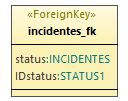 «ForeignKey»
incidentes_fk
status:INCIDENTES
IDstatus:STATUS1